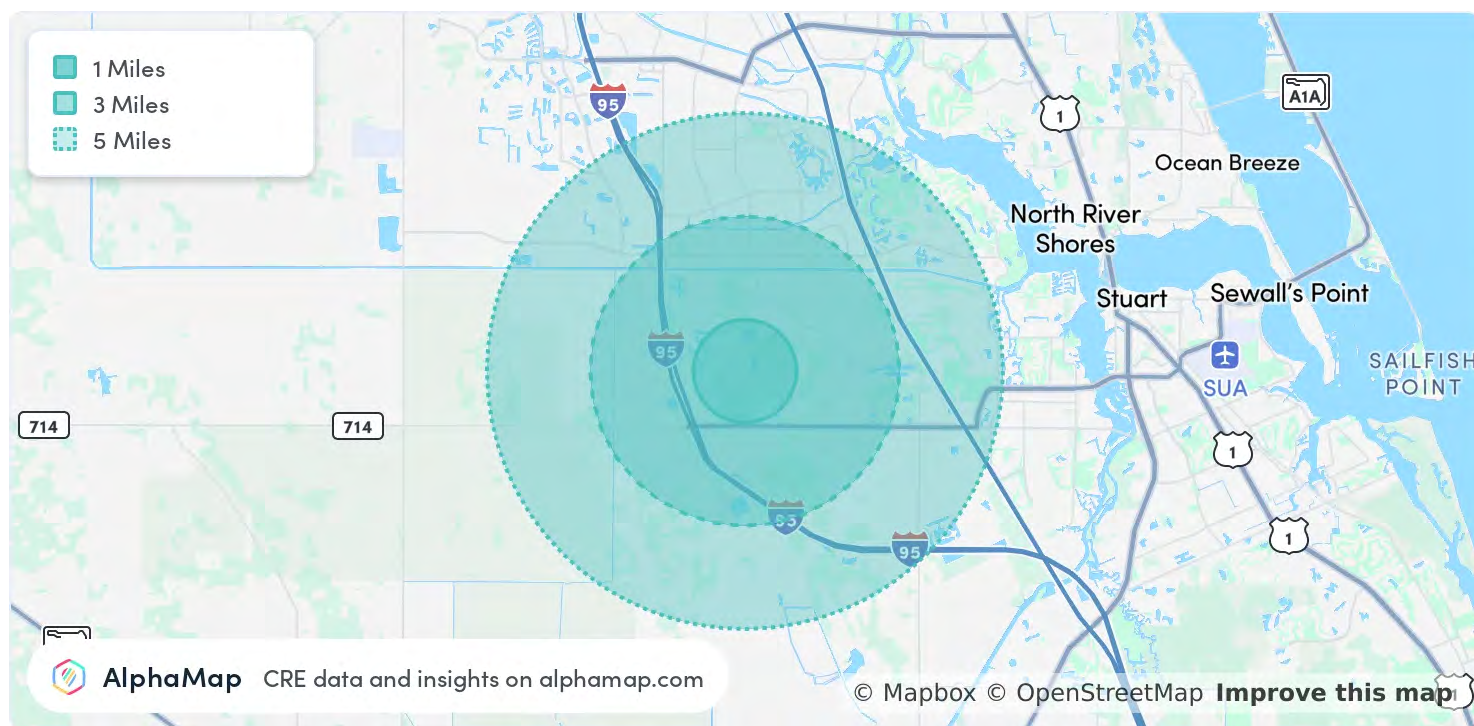 1 Miles
3 Miles
5 Miles
95
1
A1A
Ocean Breeze
North River
Shores
Stuart
Sewall's Point
95
SUA
SAILFISH
POINT
714
714
1
95
95
1
AlphaMap
CRE data and insights on alphamap.com
© Mapbox © OpenStreetMap Improve this map
1